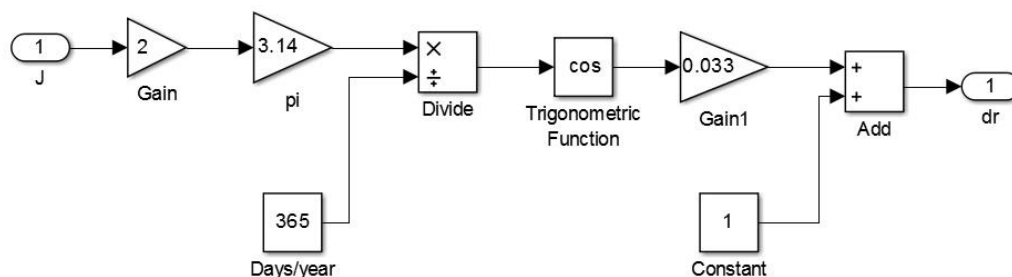 1
J
2
Gain
3.14
pi
×
÷
Divide
365
Days/year
cos
Trigonometric
Function
0.033
Gain1
1
Constant
+
+
Add
1
dr